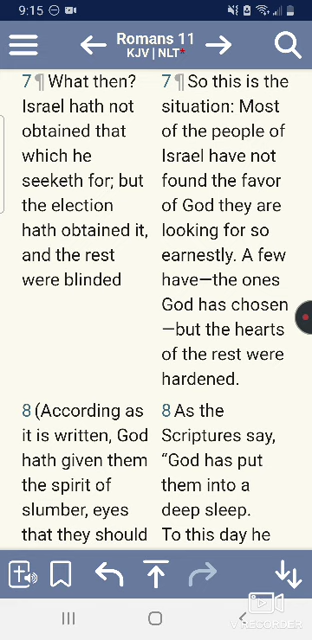 9:15
Romans 11
KJV | NLT*
7 ¶ What then?
Israel hath not
obtained that
which he
seeketh for; but
the election
hath obtained it,
and the rest
were blinded
8 (According as
it is written, God
hath given them
the spirit of
slumber, eyes
that they should
7 ¶ So this is the
situation: Most
of the people of
Israel have not
found the favor
of God they are
looking for so
earnestly. A few
have—the ones
God has chosen
—but the hearts
of the rest were
hardened.
8 As the
Scriptures say,
“God has put
them into a
deep sleep.
To this day he
V RECORDER